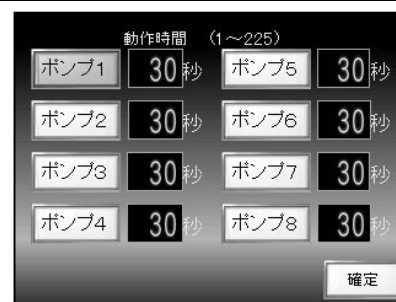 動作時間 (1～225)
ポンプ1 30秒 ポンプ5 30秒
ポンプ2 30秒 ポンプ6 30秒
ポンプ3 30秒 ポンプ7 30秒
ポンプ4 30秒 ポンプ8 30秒
確定